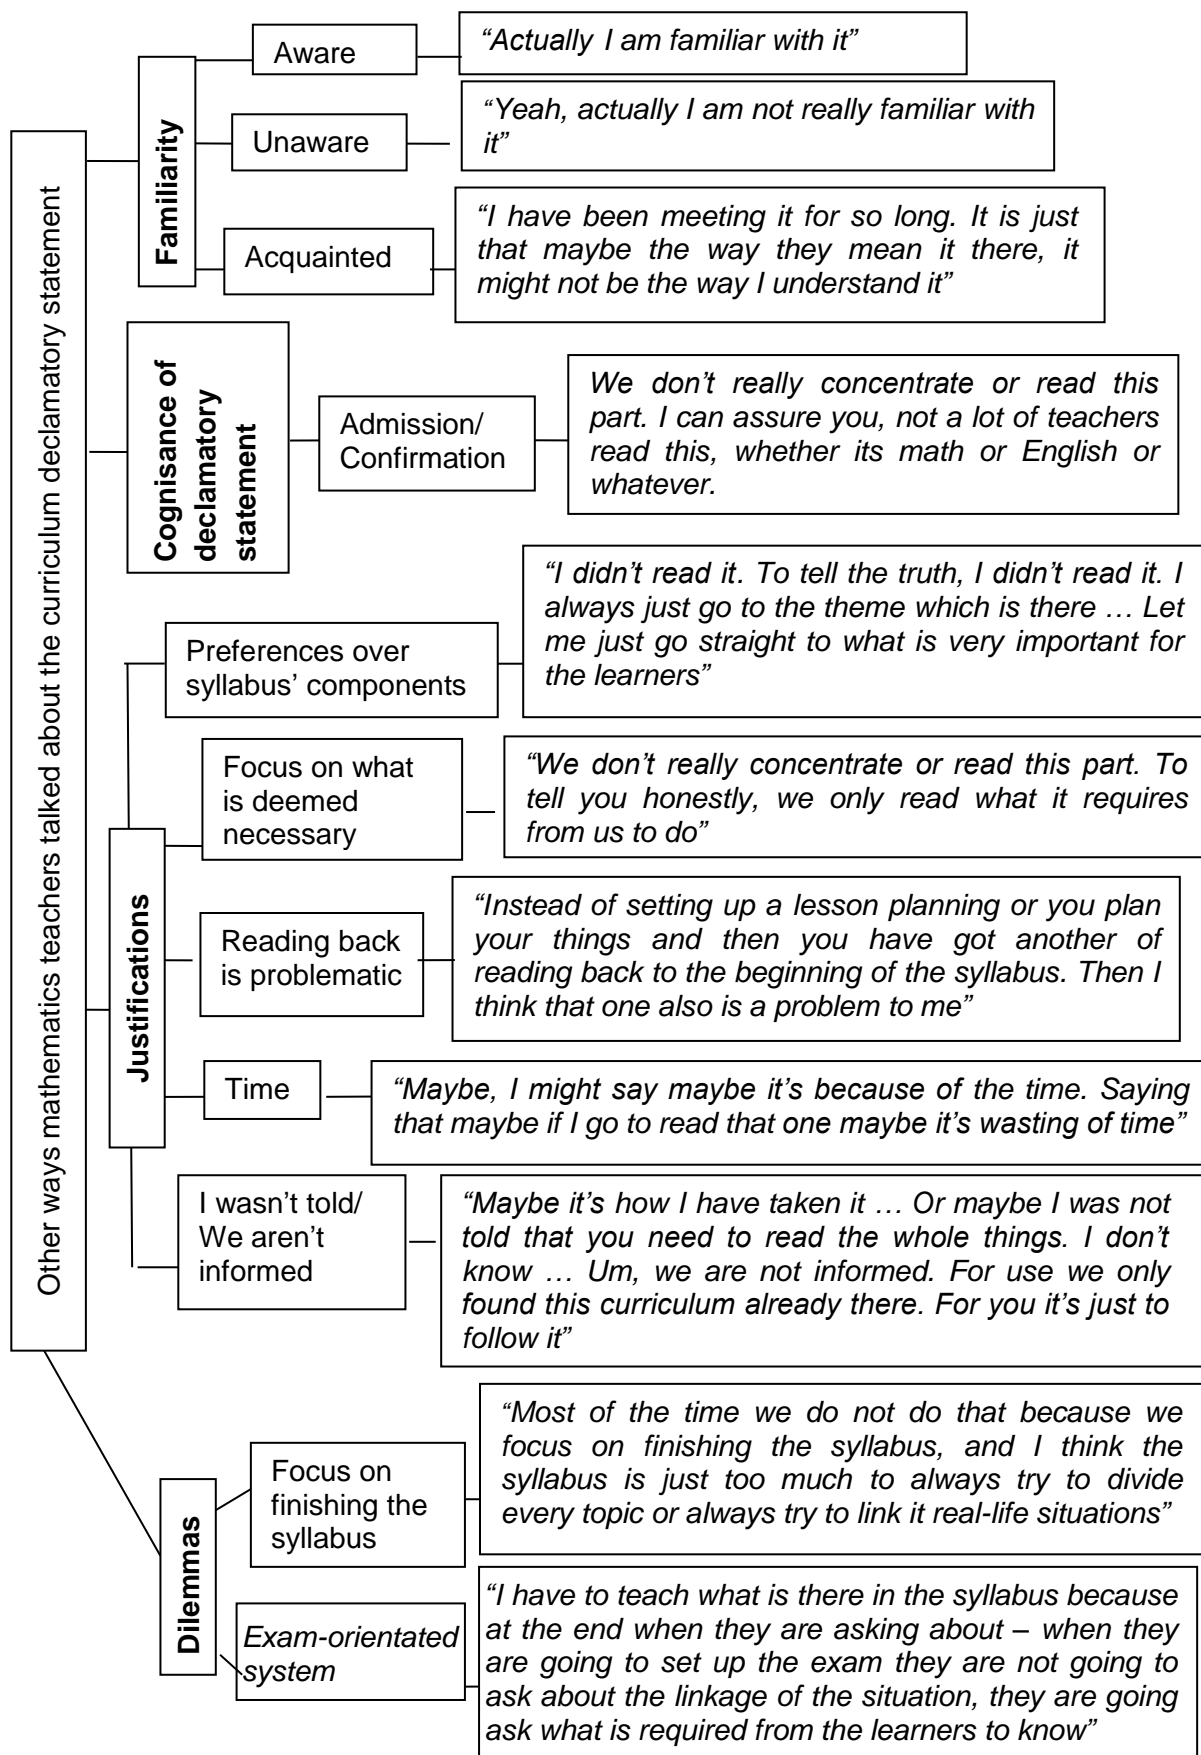 Other ways mathematics teachers talked about the curriculum declamatory statement
Familiarity
Aware
“Actually I am familiar with it”
Unaware
“Yeah, actually I am not really familiar with
it”
Acquainted
“I have been meeting it for so long. It is just
that maybe the way they mean it there, it
might not be the way I understand it”
Cognisance of
declamatory
statement
Admission/
Confirmation
We don’t really concentrate or read this
part. I can assure you, not a lot of teachers
read this, whether its math or English or
whatever.
Justifications
Preferences over
syllabus’ components
“I didn’t read it. To tell the truth, I didn’t read it. I
always just go to the theme which is there … Let
me just go straight to what is very important for
the learners”
Focus on what
is deemed
necessary
“We don’t really concentrate or read this part. To
tell you honestly, we only read what it requires
from us to do”
Reading back
is problematic
“Instead of setting up a lesson planning or you plan
your things and then you have got another of
reading back to the beginning of the syllabus. Then I
think that one also is a problem to me”
Time
“Maybe, I might say maybe it’s because of the time. Saying
that maybe if I go to read that one maybe it’s wasting of time”
I wasn’t told/
We aren’t
informed
“Maybe it’s how I have taken it … Or maybe I was not
told that you need to read the whole things. I don’t
know … Um, we are not informed. For use we only
found this curriculum already there. For you it’s just to
follow it”
Dilemmas
Focus on
finishing the
syllabus
“Most of the time we do not do that because we
focus on finishing the syllabus, and I think the
syllabus is just too much to always try to divide
every topic or always try to link it real-life situations”
Exam-orientated
system
“I have to teach what is there in the syllabus because
at the end when they are asking about – when they
are going to set up the exam they are not going to
ask about the linkage of the situation, they are going
ask what is required from the learners to know”